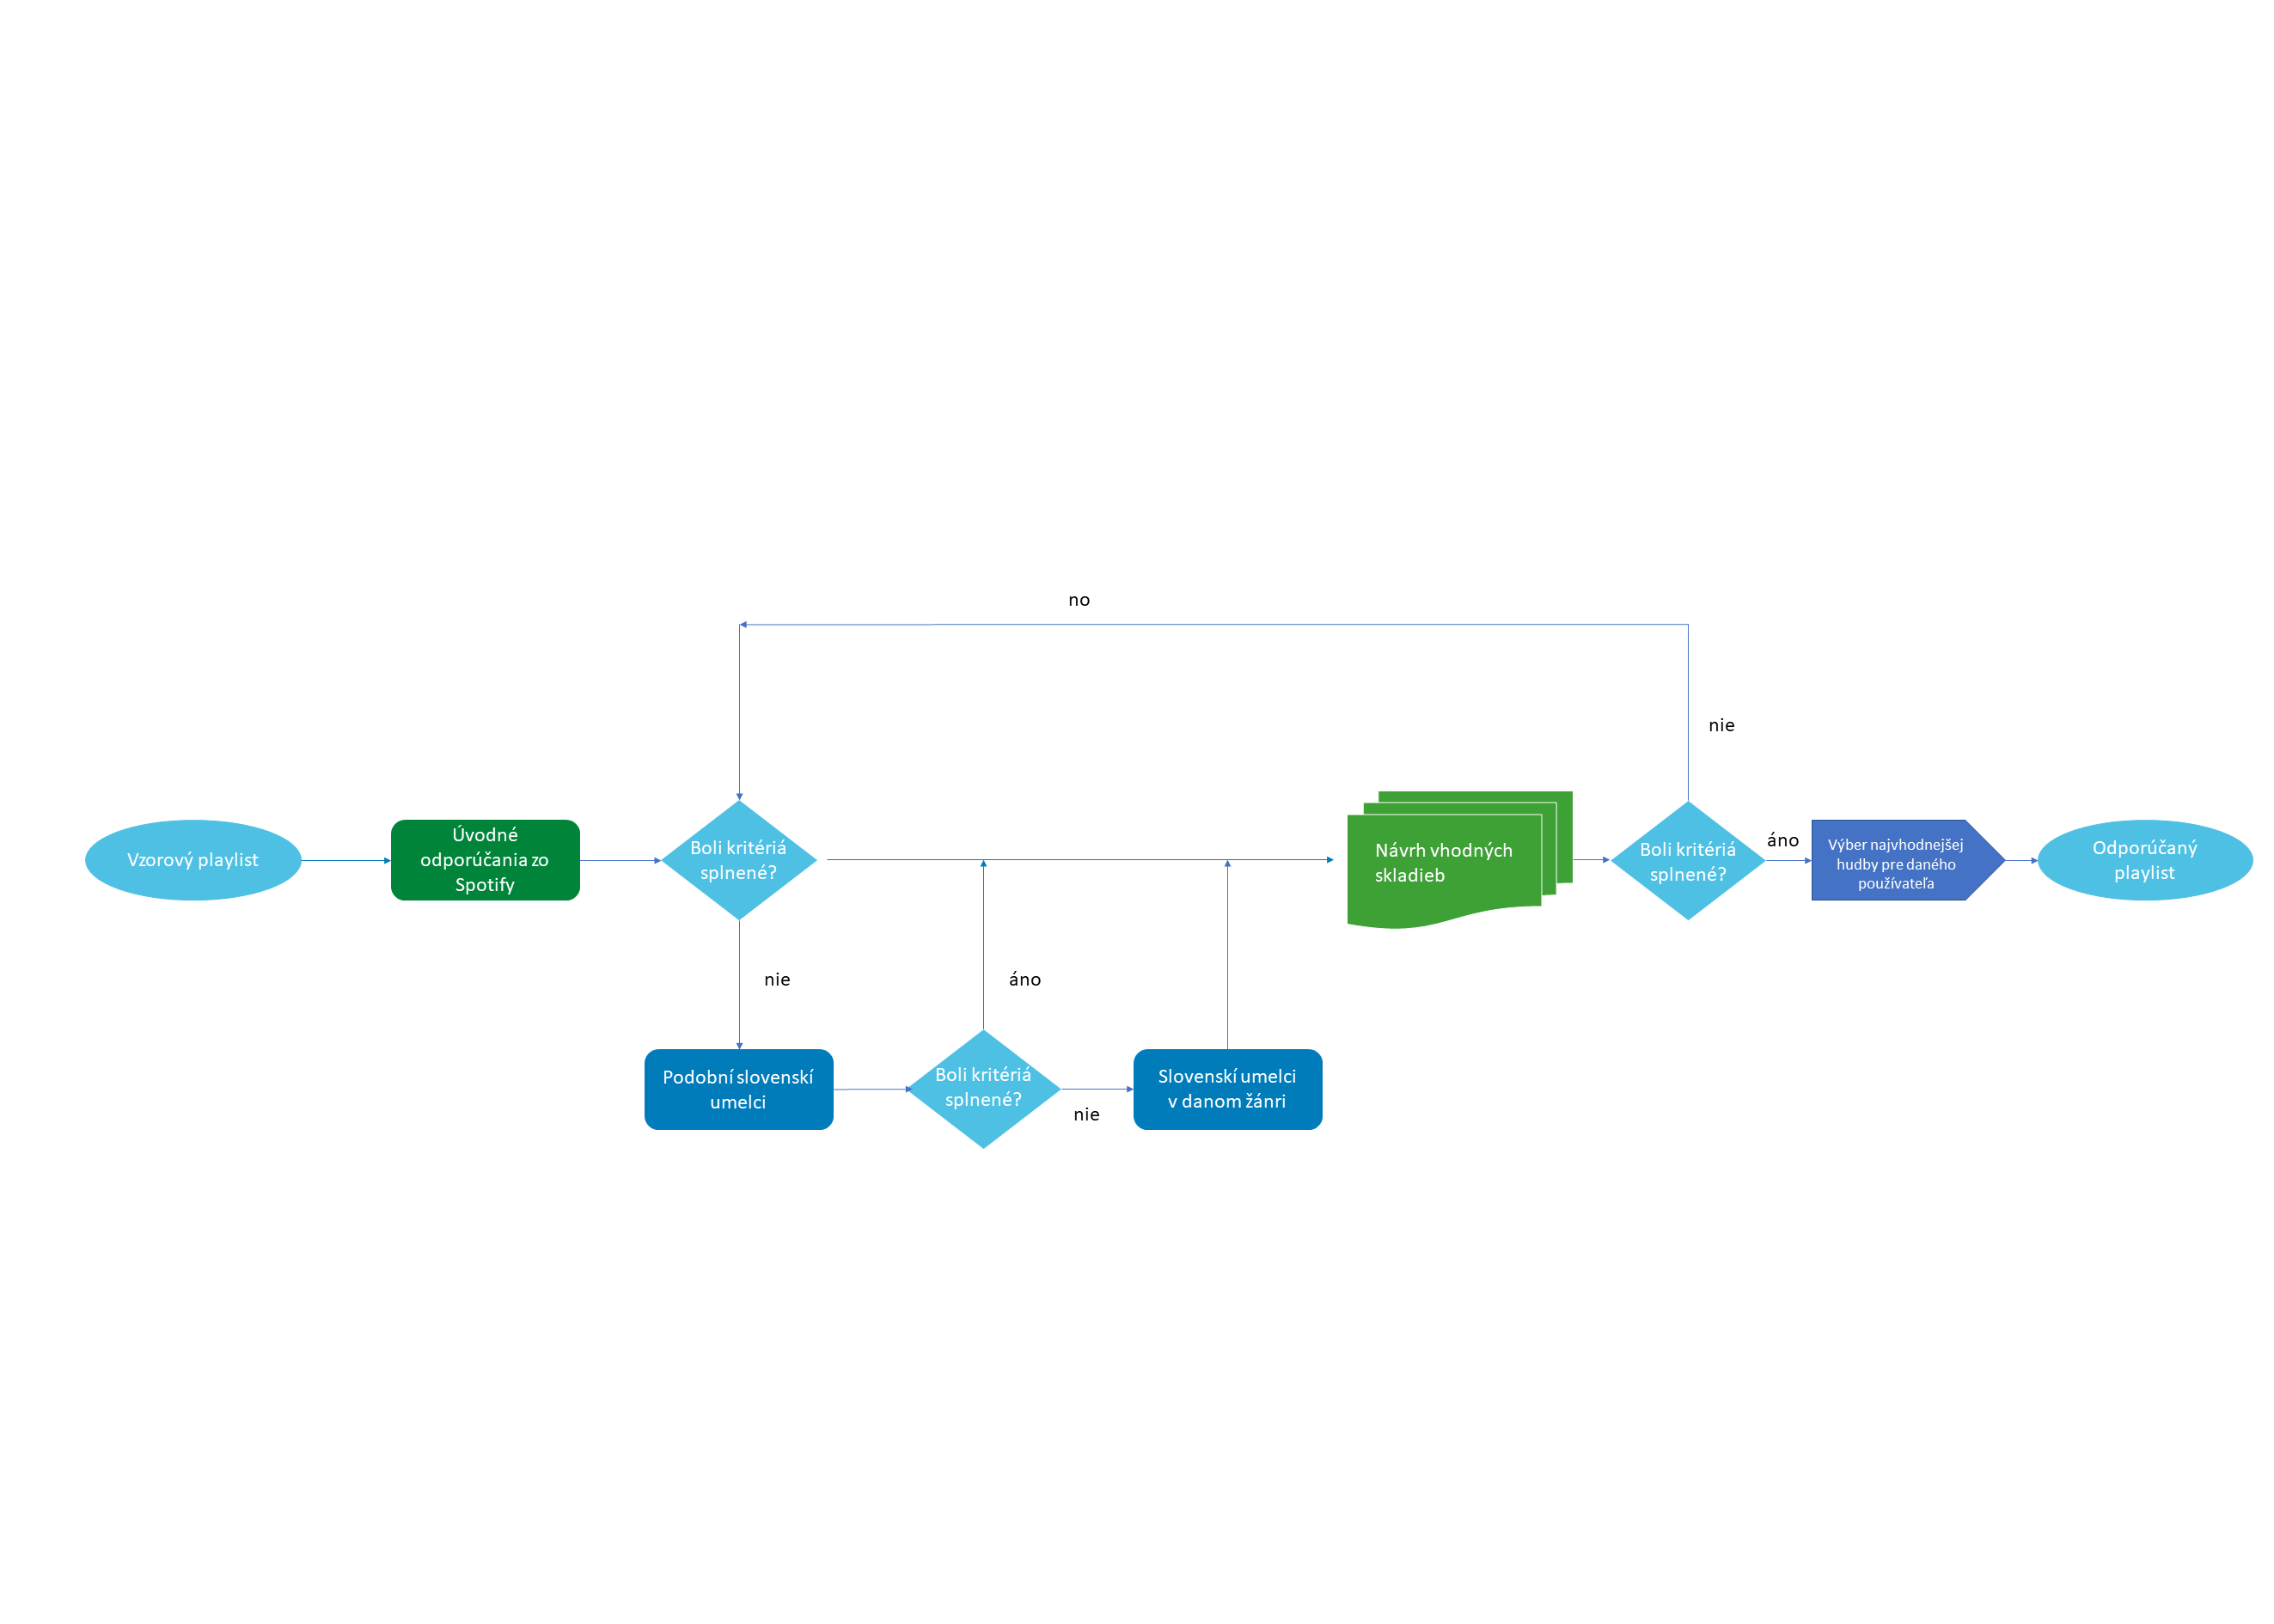 no
nie
Vzorový playlist
Úvodné
odporúčania zo
Spotify
Boli kritériá
splnené?
Návrh vhodných
skladieb
Boli kritériá
splnené?
áno
Výber najvhodnejšej
hudby pre daného
používateľa
Odporúčaný
playlist
nie
áno
Podobní slovenskí
umelci
Boli kritériá
splnené?
nie
Slovenskí umelci
v danom žánri